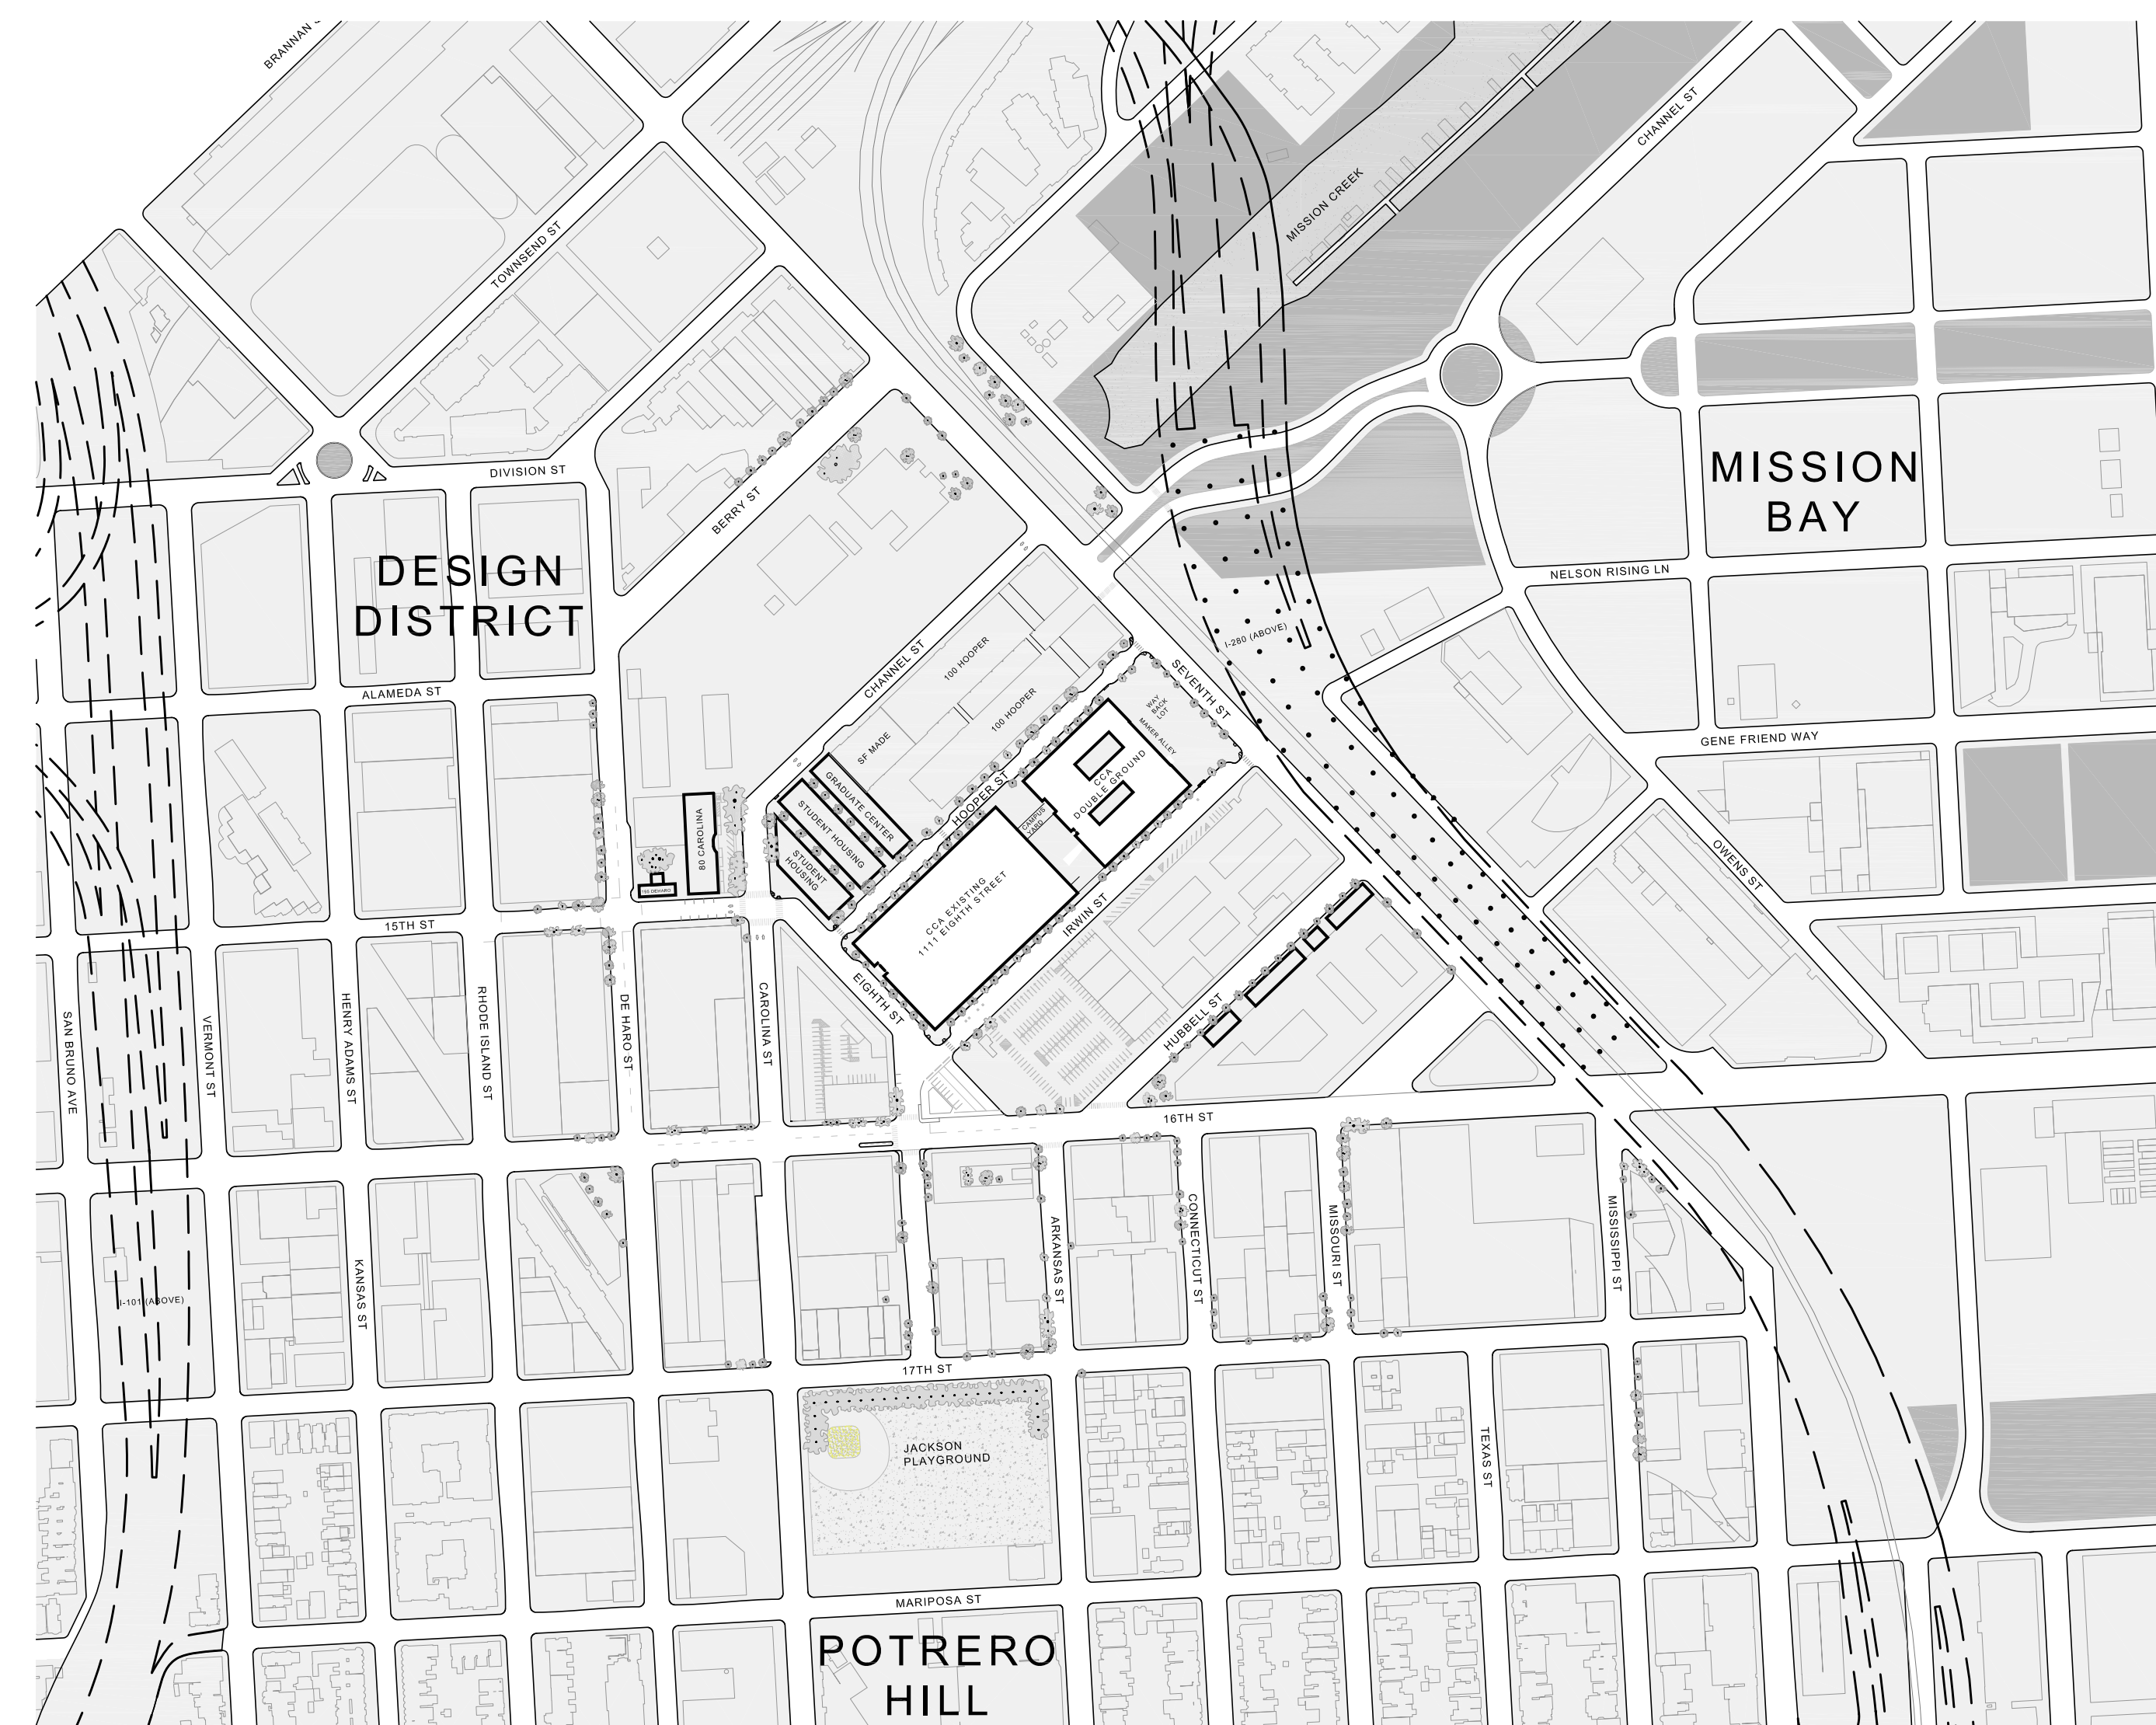 BRANNAN
CHANNEL ST
MISSION CREEK
TOWNSEND ST
DIVISION ST
MISSION
BAY
BERRY ST
DESIGN
DISTRICT
NELSON RISING LN
I-280 (ABOVE)
ALAMEDA ST
CHANNEL ST
100 HOOPER
100 HOOPER
SEVENTH ST
WAY
BACK
LOT
MAKER ALLEY
SF MADE
GENE FRIEND WAY
GRADUATE CENTER
STUDENT HOUSING
STUDENT
HOUSING
HOOPER ST
CCA
DOUBLE GROUND
CAMPUS
YARD
80 CAROLINA
OWENS ST
15TH ST
CCA EXISTING
1111 EIGHTH STREET
IRWIN ST
EIGHTH ST
HUBBELL ST
SAN BRUNO AVE
VERMONT ST
HENRY ADAMS ST
RHODE ISLAND ST
DE HARO ST
CAROLINA ST
16TH ST
KANSAS ST
I-101 (ABOVE)
ARKANSAS ST
CONNECTICUT ST
MISSOURI ST
MISSISSIPPI ST
17TH ST
JACKSON
PLAYGROUND
TEXAS ST
MARIPOSA ST
POTRERO
HILL